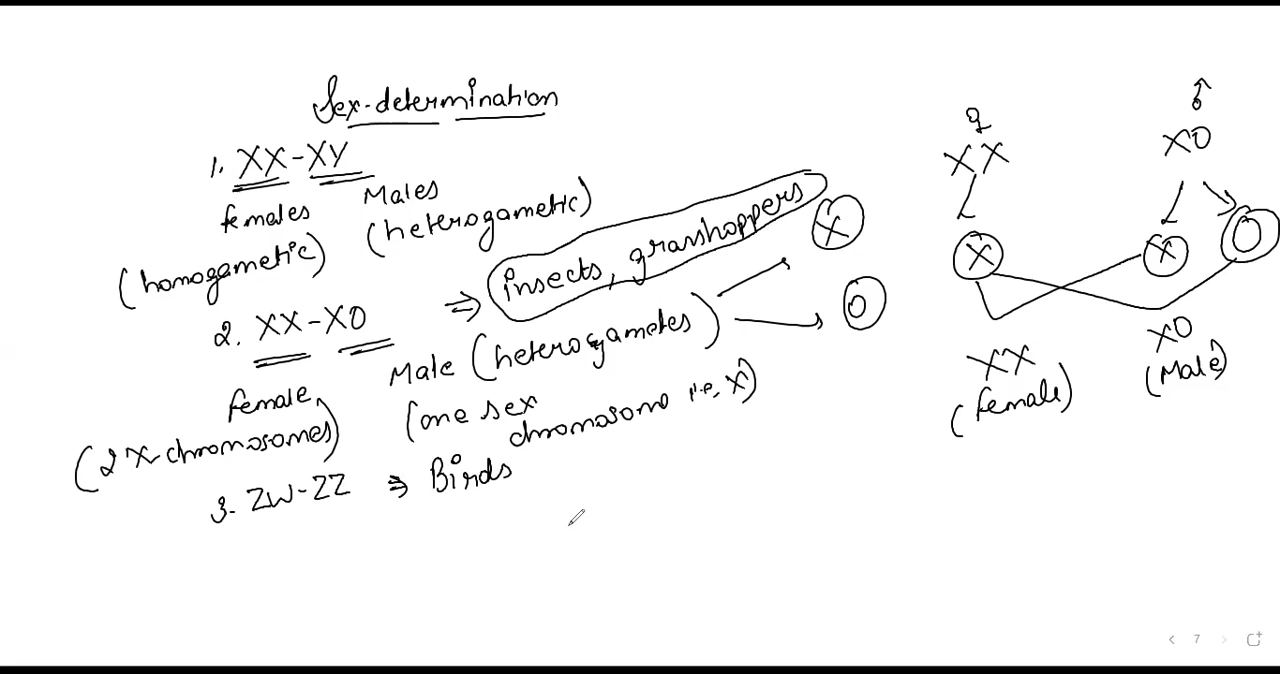 Sex-determination
1. XX-XY
females
Males
(homogametic)
(heterogametic)
2. XX-XO
⇒ insects, grasshoppers
female
Male (heterogametes)
X
O
(2 X-chromosomes)
(one sex
chromosomo i.e, X)
3. ZW-ZZ ⇒ Birds
♀
♂
XX
XO
X
X
O
XX
XO
(female)
(Male)
7